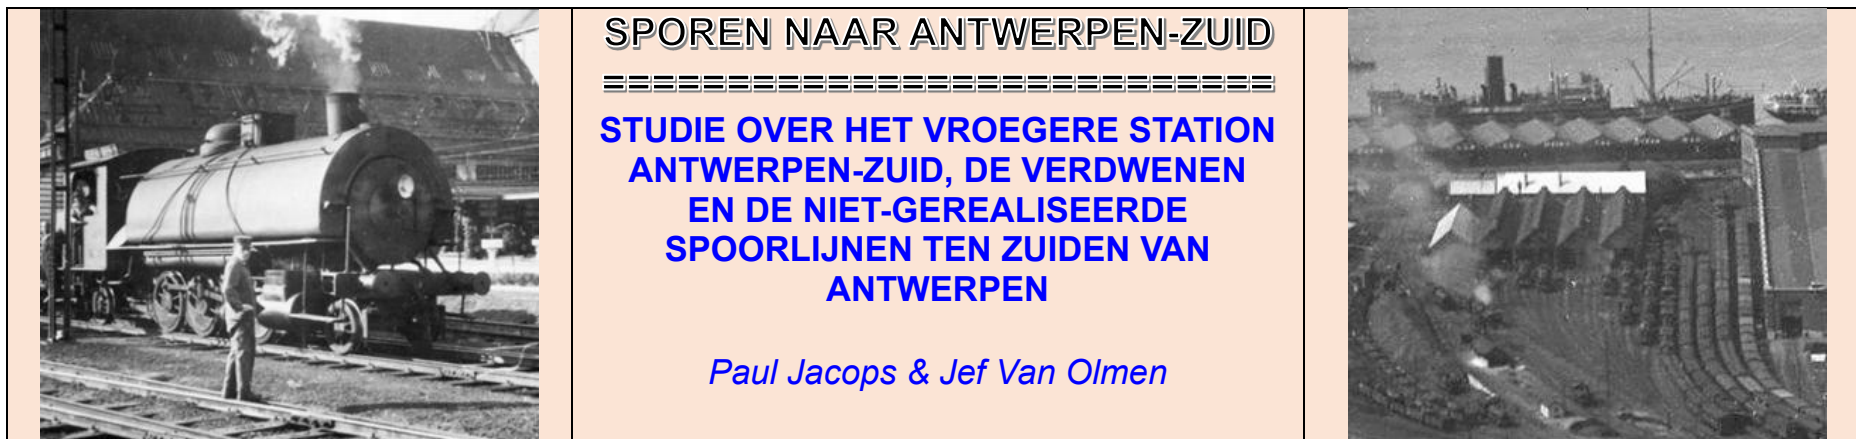 SPOREN NAAR ANTWERPEN-ZUID
===========================
STUDIE OVER HET VROEGERE STATION
ANTWERPEN-ZUID, DE VERDWENEN
EN DE NIET-GEREALISEERDE
SPOORLIJNEN TEN ZUIDEN VAN
ANTWERPEN
Paul Jacops & Jef Van Olmen